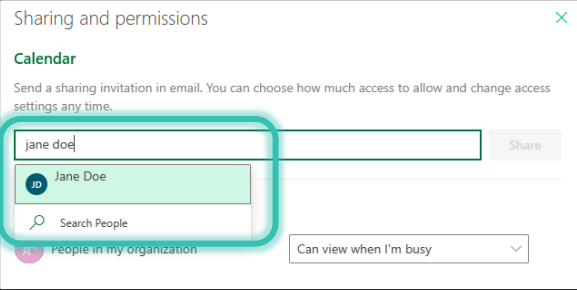 Sharing and permissions
Calendar
Send a sharing invitation in email. You can choose how much access to allow and change access
settings any time.
jane doe
Share
JD
Jane Doe
Search People
People in my organization
Can view when I'm busy